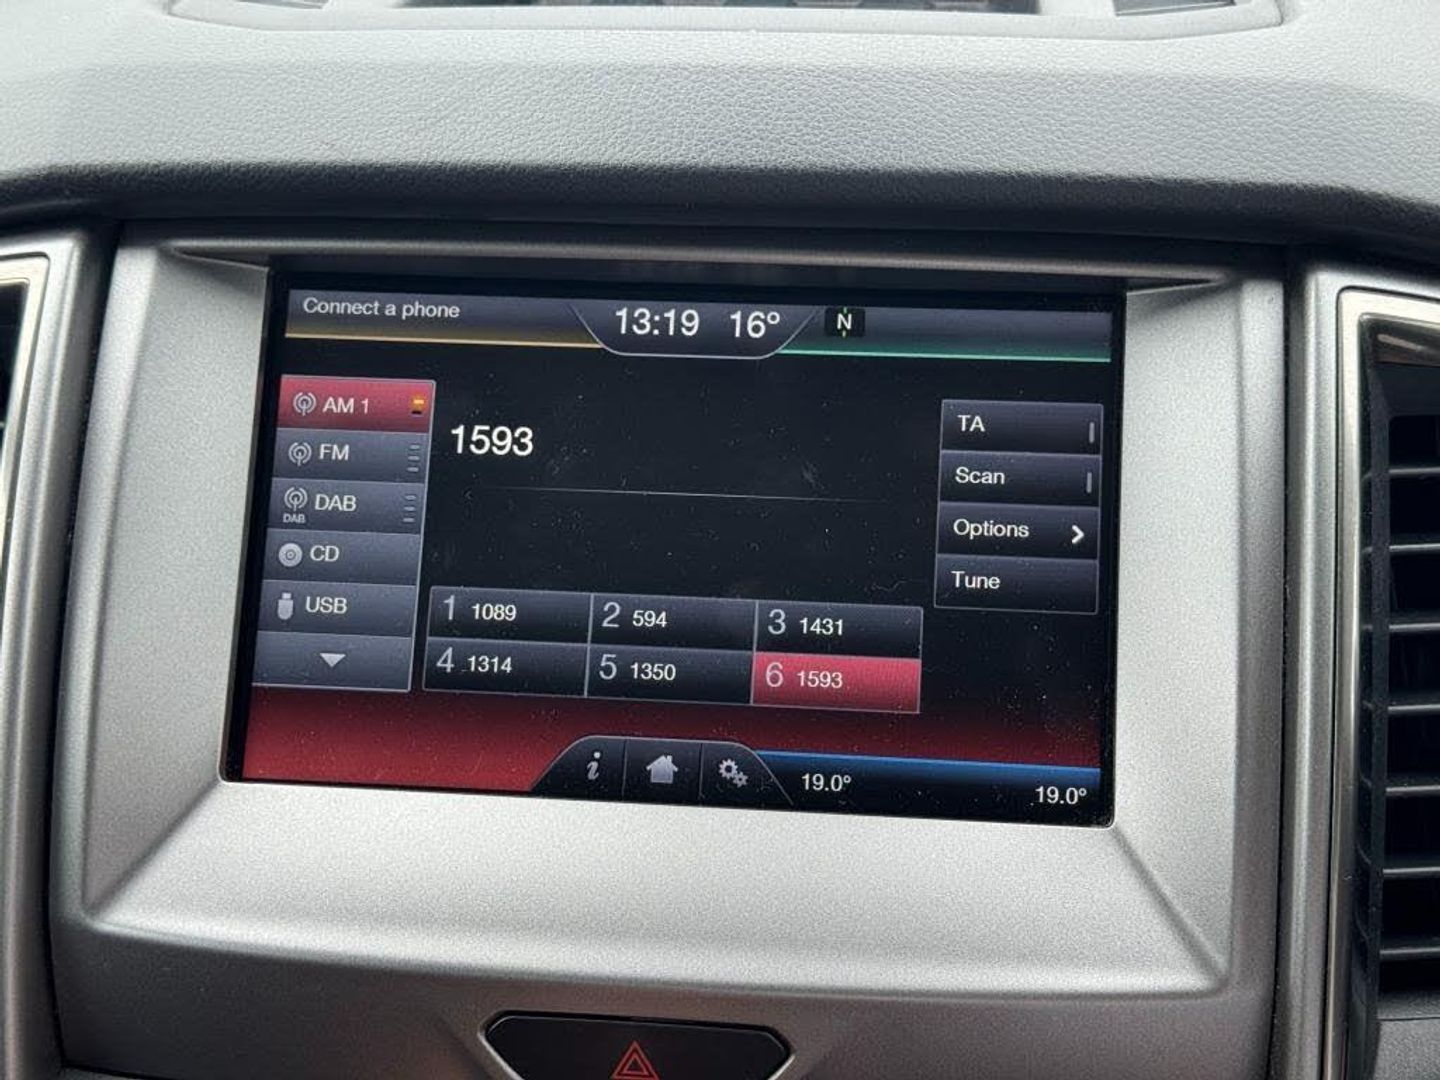 Connect a phone
13:19 16° N
AM 1
FM
DAB
DAB
CD
USB
1593
TA
Scan
Options
Tune
1 1089 2 594 3 1431
4 1314 5 1350 6 1593
i
19.0° 19.0°